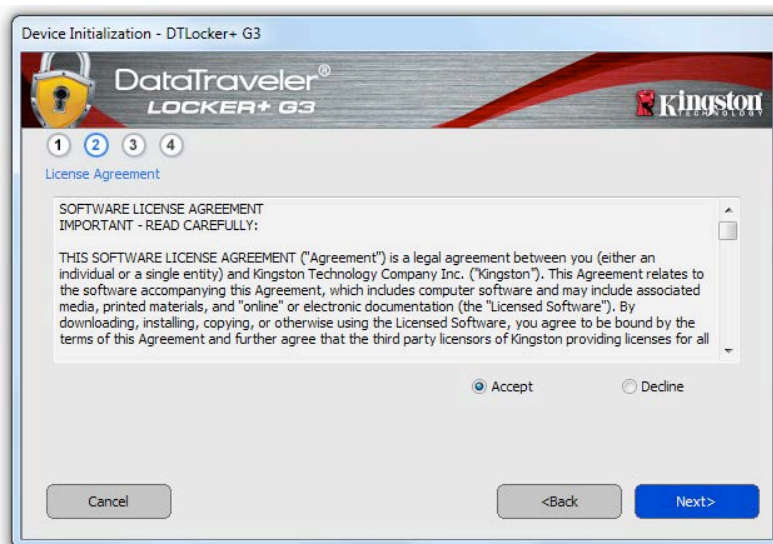 Device Initialization - DTLocker+ G3
DataTraveler®
LOCKER+ G3
Kingston
TECHNOLOGY
1 2 3 4
License Agreement
SOFTWARE LICENSE AGREEMENT
IMPORTANT - READ CAREFULLY:
THIS SOFTWARE LICENSE AGREEMENT ("Agreement") is a legal agreement between you (either an
individual or a single entity) and Kingston Technology Company Inc. ("Kingston"). This Agreement relates to
the software accompanying this Agreement, which includes computer software and may include associated
media, printed materials, and "online" or electronic documentation (the "Licensed Software"). By
downloading, installing, copying, or otherwise using the Licensed Software, you agree to be bound by the
terms of this Agreement and further agree that the third party licensors of Kingston providing licenses for all
Accept Decline
Cancel <Back Next>